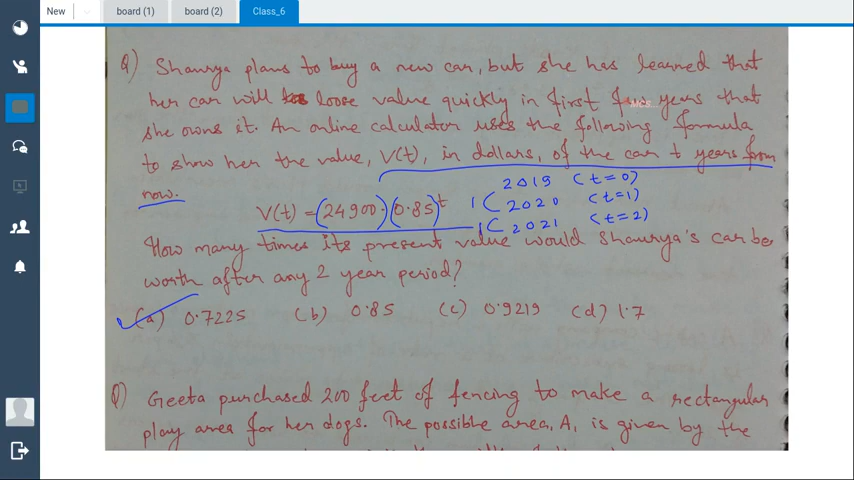 New
board (1)
board (2)
Class_6
Q) Shaurya plans to buy a new car, but she has learned that
her car will loose value quickly in first years that
she owns it. An online calculator uses the following formula
to show her the value, V(t), in dollars, of the car t years from
now.
2019 (t=0)
V(t) = (24900)·(0.85)^t 1 ( 2020 (t=1)
1 ( 2021 (t=2)
How many times its present value would Shaurya's car be
worth after any 2 year period?
(a) 0.7225 (b) 0.85 (c) 0.9219 (d) 1.7
Q) Geeta purchased 200 feet of fencing to make a rectangular
play area for her dogs. The possible area, A, is given by the